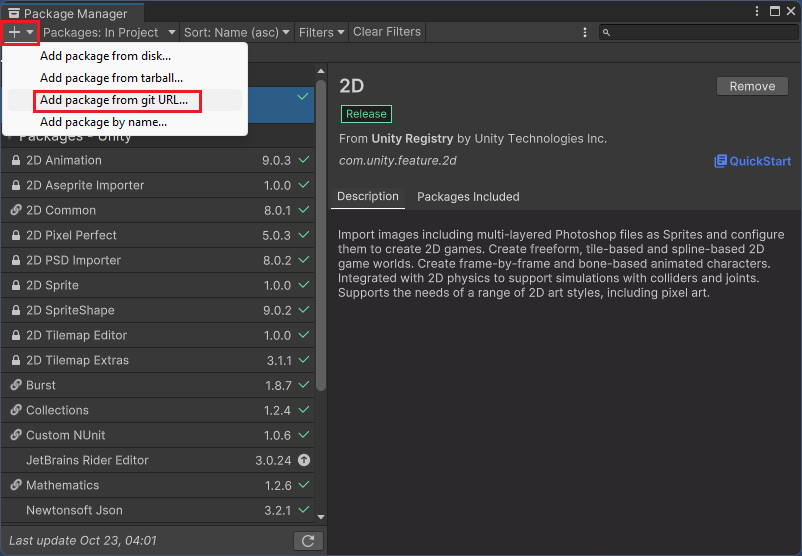 Package Manager
Packages: In Project
Sort: Name (asc)
Filters
Clear Filters
Add package from disk...
Add package from tarball...
Add package from git URL...
Add package by name...
Packages - Unity
2D Animation 9.0.3
2D Aseprite Importer 1.0.0
2D Common 8.0.1
2D Pixel Perfect 5.0.3
2D PSD Importer 8.0.2
2D Sprite 1.0.0
2D SpriteShape 9.0.2
2D Tilemap Editor 1.0.0
2D Tilemap Extras 3.1.1
Burst 1.8.7
Collections 1.2.4
Custom NUnit 1.0.6
JetBrains Rider Editor 3.0.24
Mathematics 1.2.6
Newtonsoft Json 3.2.1
Last update Oct 23, 04:01
2D
Remove
Release
From Unity Registry by Unity Technologies Inc.
com.unity.feature.2d
QuickStart
Description
Packages Included
Import images including multi-layered Photoshop files as Sprites and configure
them to create 2D games. Create freeform, tile-based and spline-based 2D
game worlds. Create frame-by-frame and bone-based animated characters.
Integrated with 2D physics to support simulations with colliders and joints.
Supports the needs of a range of 2D art styles, including pixel art.